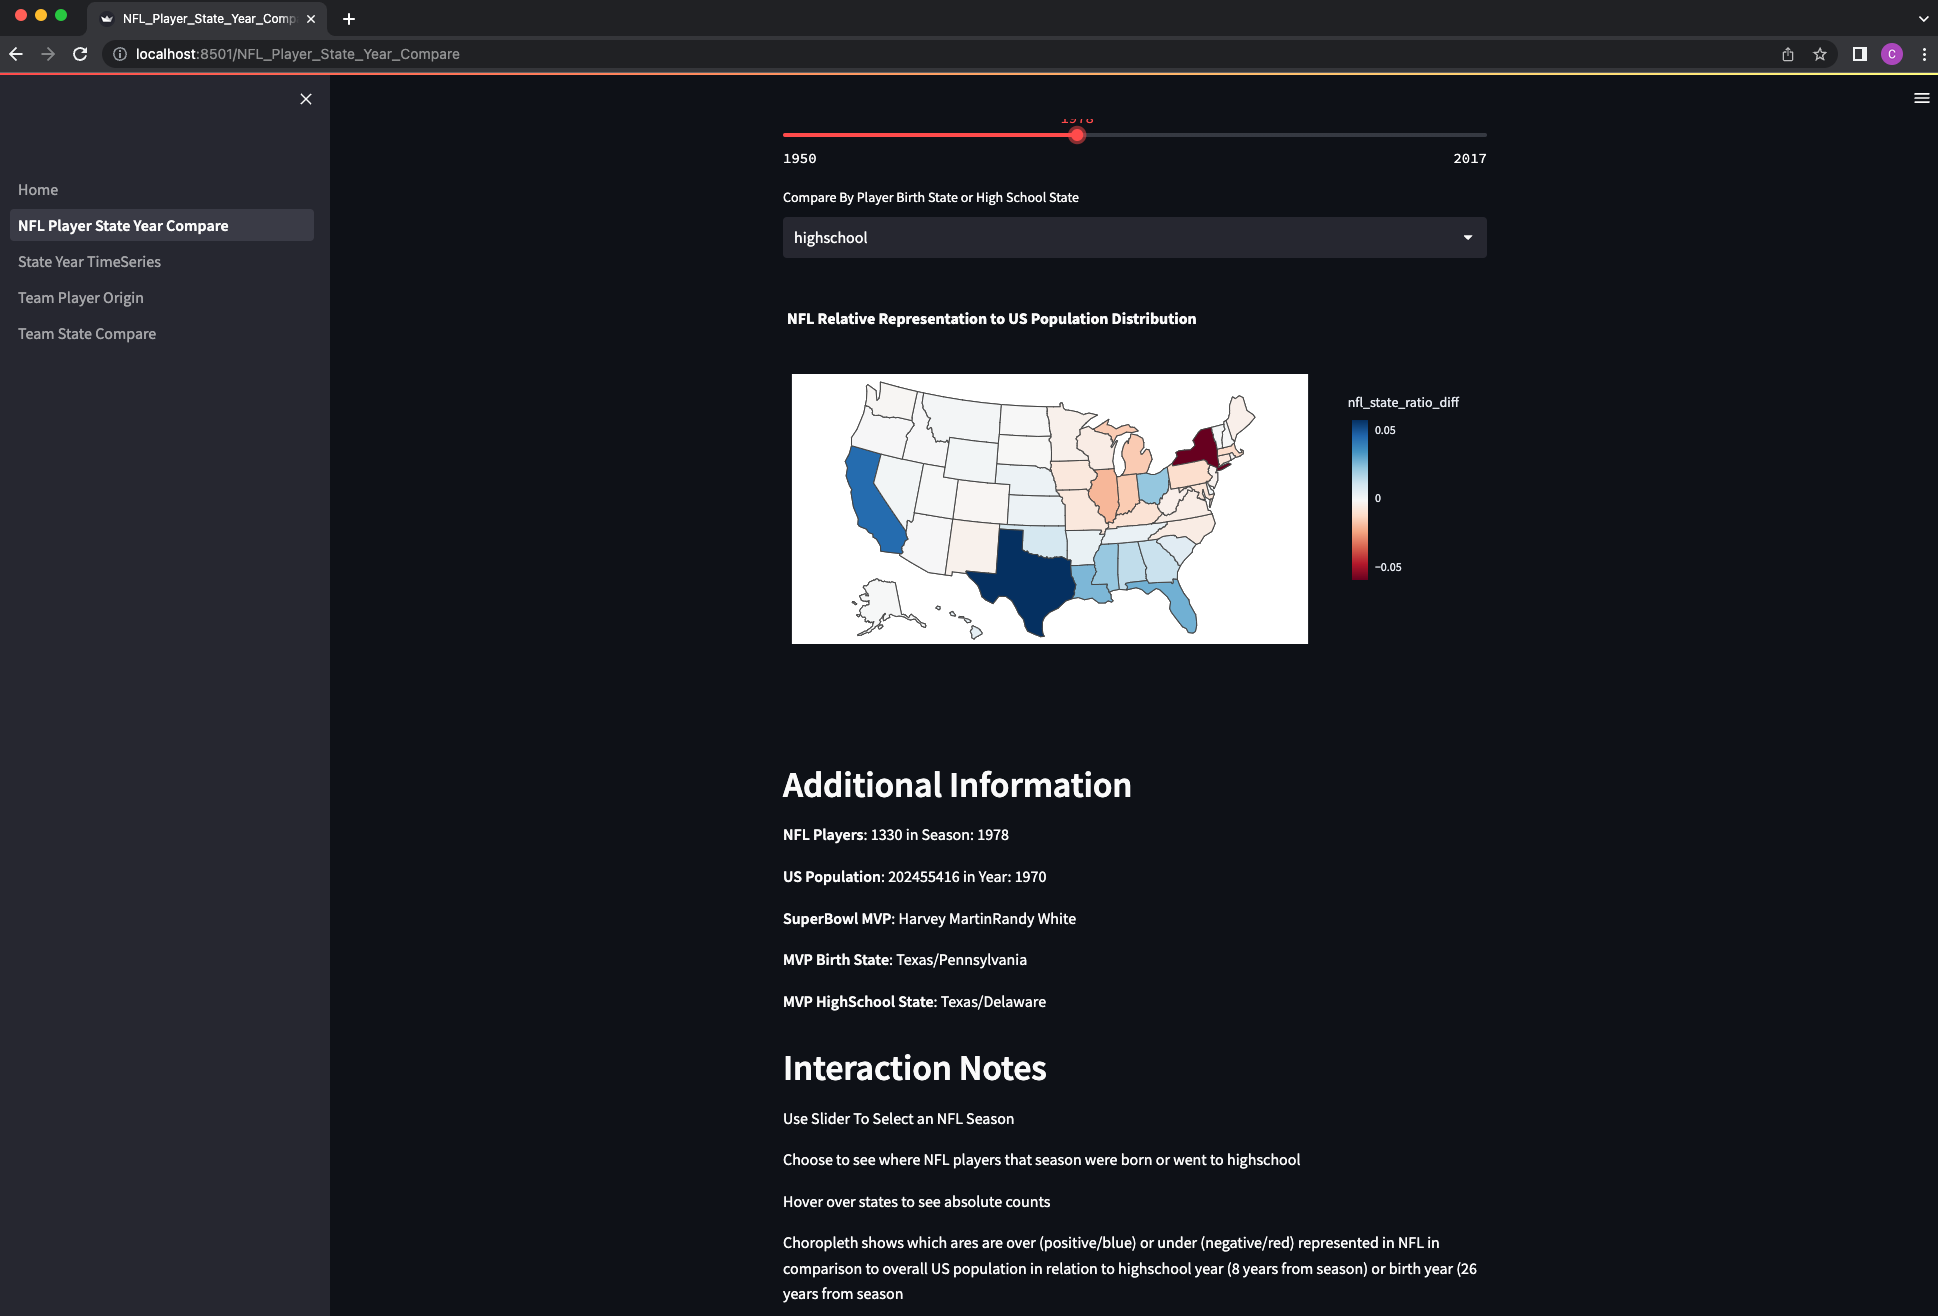 NFL_Player_State_Year_Comp
localhost:8501/NFL_Player_State_Year_Compare
C
Home
NFL Player State Year Compare
State Year TimeSeries
Team Player Origin
Team State Compare
1978
1950
2017
Compare By Player Birth State or High School State
highschool
NFL Relative Representation to US Population Distribution
nfl_state_ratio_diff
0.05
0
−0.05
Additional Information
NFL Players: 1330 in Season: 1978
US Population: 202455416 in Year: 1970
SuperBowl MVP: Harvey MartinRandy White
MVP Birth State: Texas/Pennsylvania
MVP HighSchool State: Texas/Delaware
Interaction Notes
Use Slider To Select an NFL Season
Choose to see where NFL players that season were born or went to highschool
Hover over states to see absolute counts
Choropleth shows which ares are over (positive/blue) or under (negative/red) represented in NFL in
comparison to overall US population in relation to highschool year (8 years from season) or birth year (26
years from season